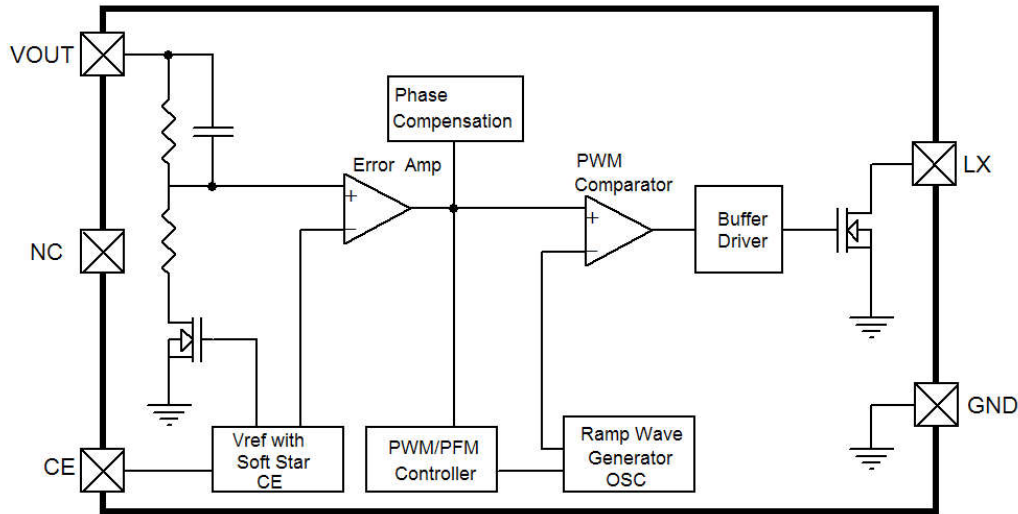 VOUT
Phase
Compensation
Error Amp
PWM
Comparator
LX
+
+
Buffer
Driver
−
−
NC
GND
Vref with
Soft Star
CE
PWM/PFM
Controller
Ramp Wave
Generator
OSC
CE